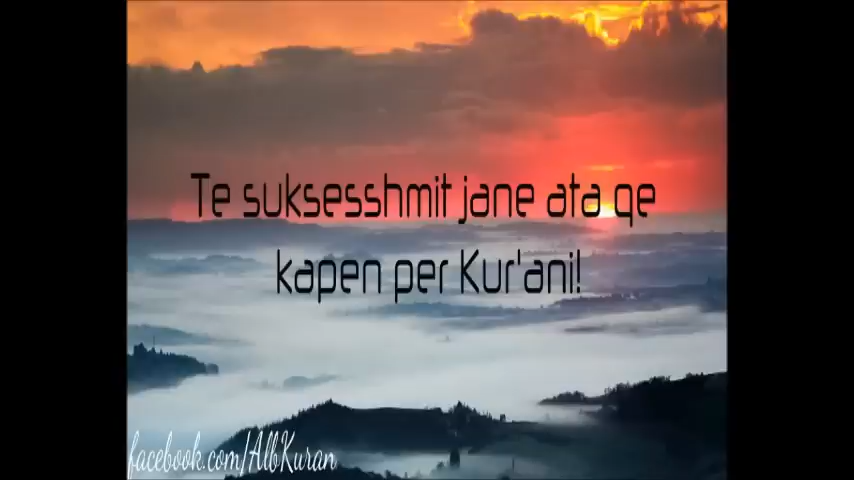 Te suksesshmit jane ata qe
kapen per Kur'ani!
facebook.com/AlbKuran